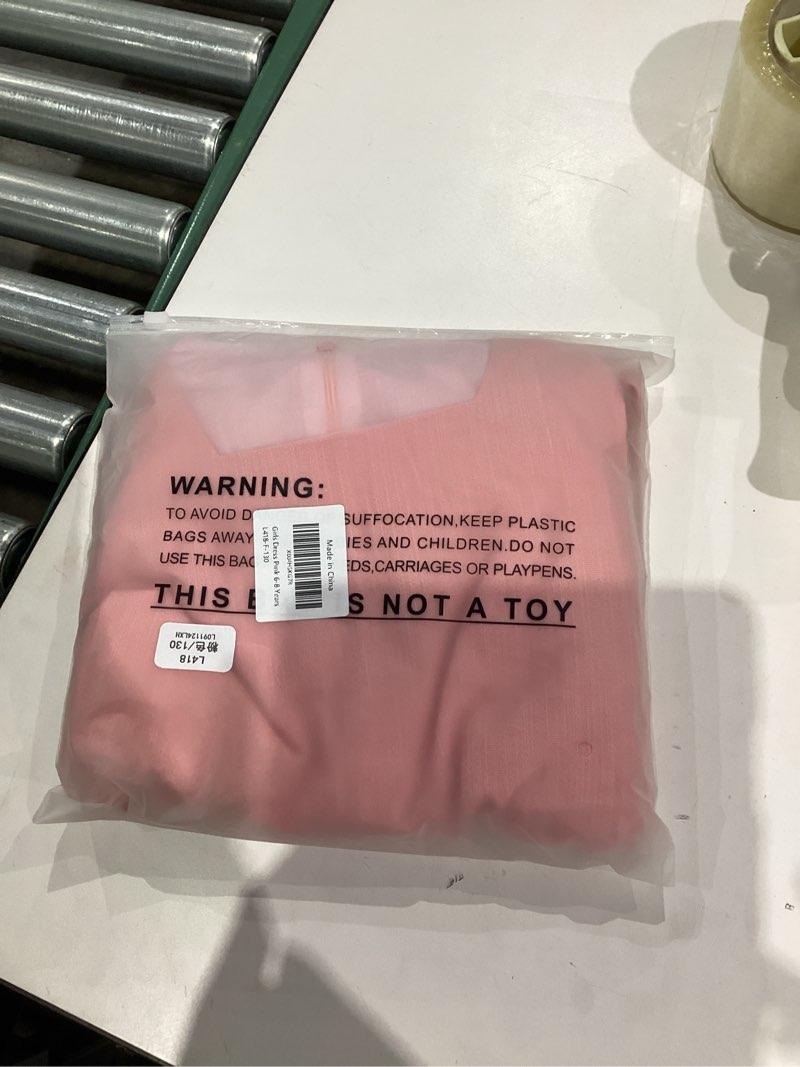 WARNING:
TO AVOID D SUFFOCATION,KEEP PLASTIC
BAGS AWAY IES AND CHILDREN.DO NOT
USE THIS BAG EDS,CARRIAGES OR PLAYPENS.
THIS B S NOT A TOY
Made in China
Girls Dress Pink 6-8 Years
L418-F-130
L418
粉色/130
L091124LXH